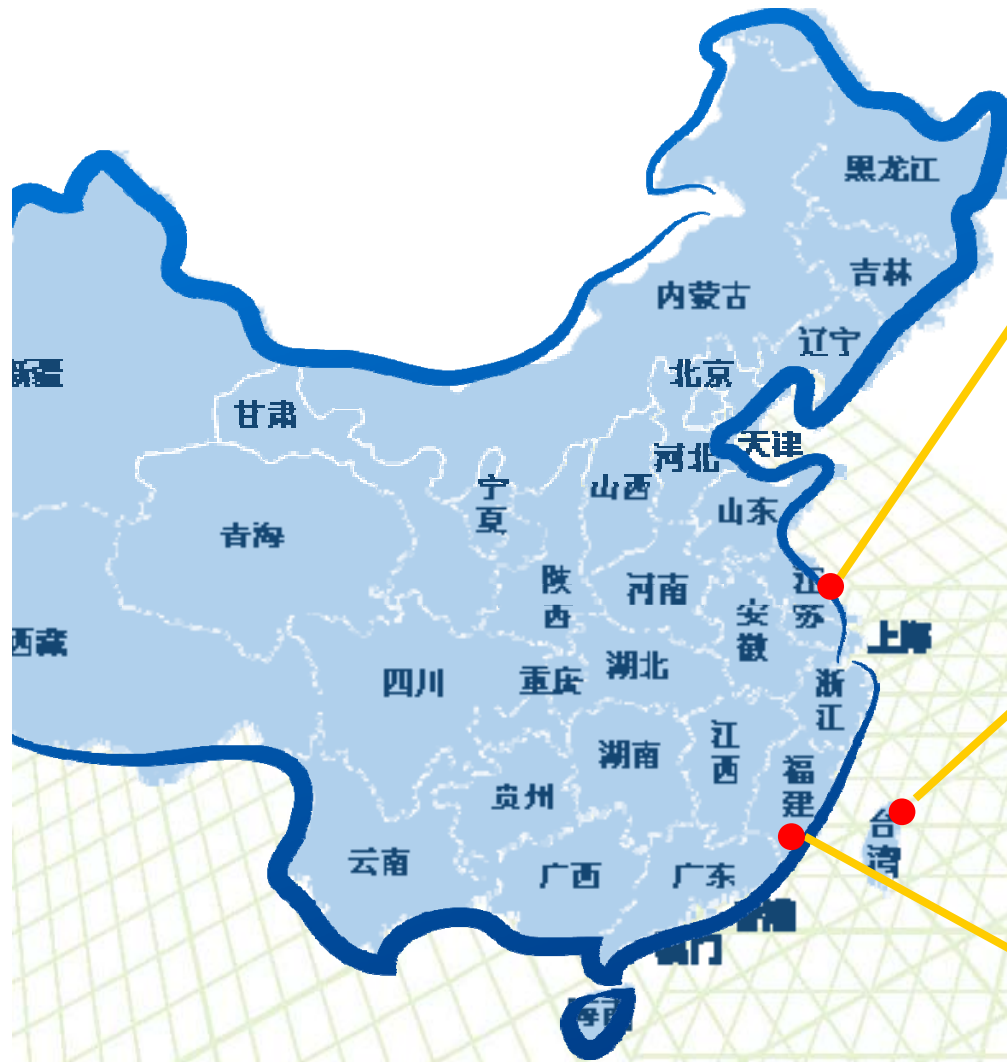 黑龙江
吉林
内蒙古
辽宁
北京
新疆
甘肃
天津
河北
山西
宁
夏
山东
青海
陕
西
河南
江
苏
安
徽
上海
西藏
四川
重庆
湖北
浙
江
湖南
江
西
福
建
贵州
台
湾
云南
广西
广东
海南